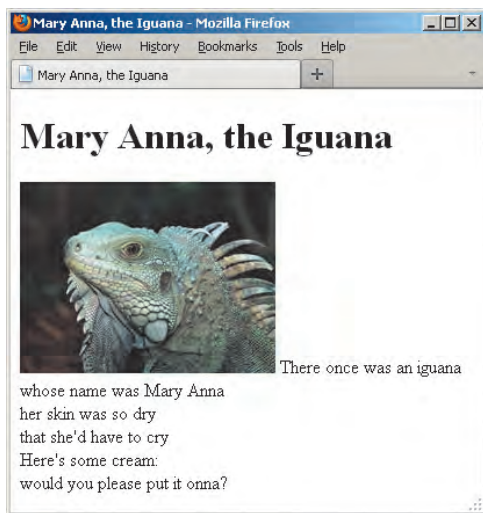 Mary Anna, the Iguana - Mozilla Firefox
File Edit View History Bookmarks Tools Help
Mary Anna, the Iguana
Mary Anna, the Iguana
There once was an iguana
whose name was Mary Anna
her skin was so dry
that she'd have to cry
Here's some cream:
would you please put it onna?